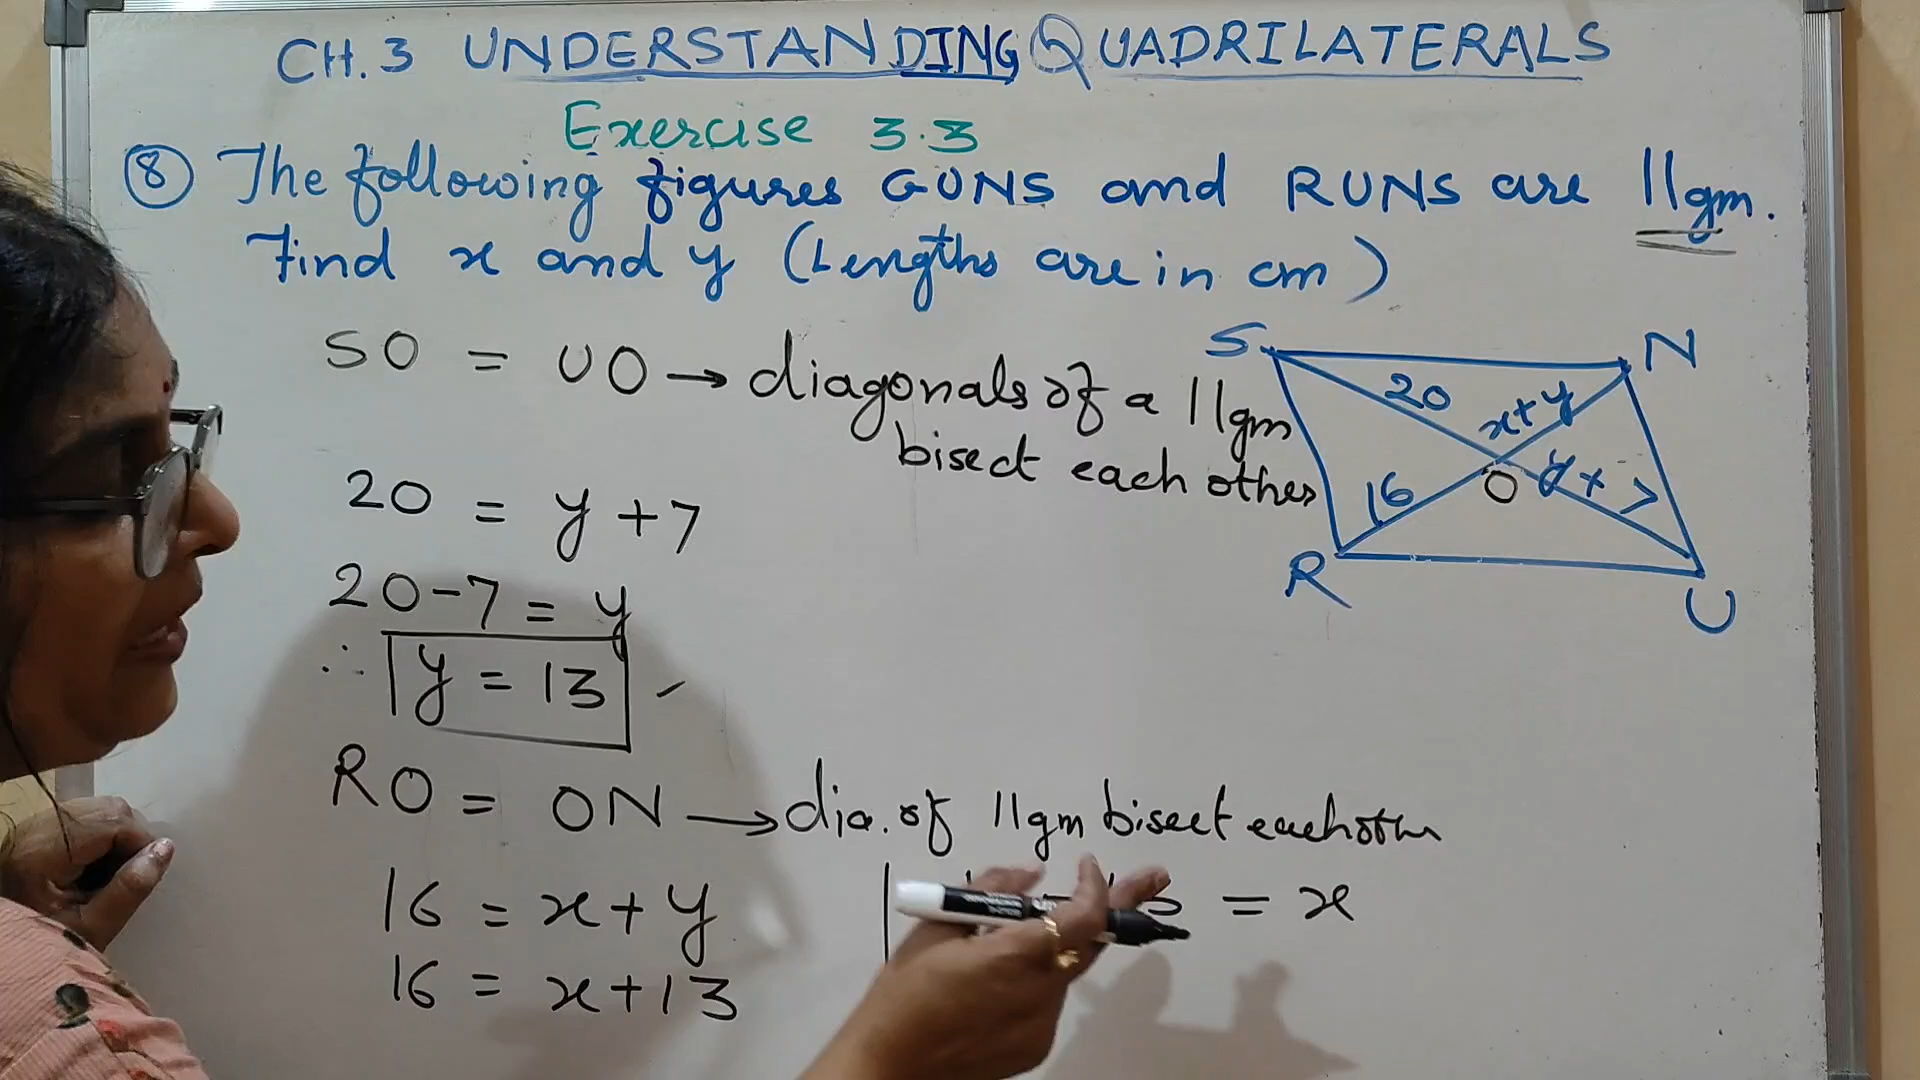 CH.3 UNDERSTANDING QUADRILATERALS
Exercise 3.3
⑧ The following figures GUNS and RUNS are ||gm.
Find x and y (Lengths are in cm)
SO = UO → diagonals of a ||gm
bisect each other
20 = y + 7
20 - 7 = y
∴ y = 13
RO = ON → dia. of ||gm bisect each other
16 = x + y
16 = x + 13
= x
S
N
20
x + y
16
O
y + 7
R
U